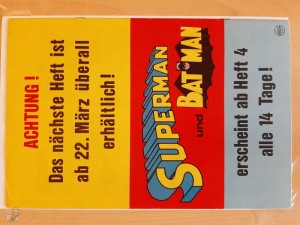 ACHTUNG!
Das nächste Heft ist
ab 22. März überall
erhältlich!
SUPERMAN
und BATMAN
erscheint ab Heft 4
alle 14 Tage!